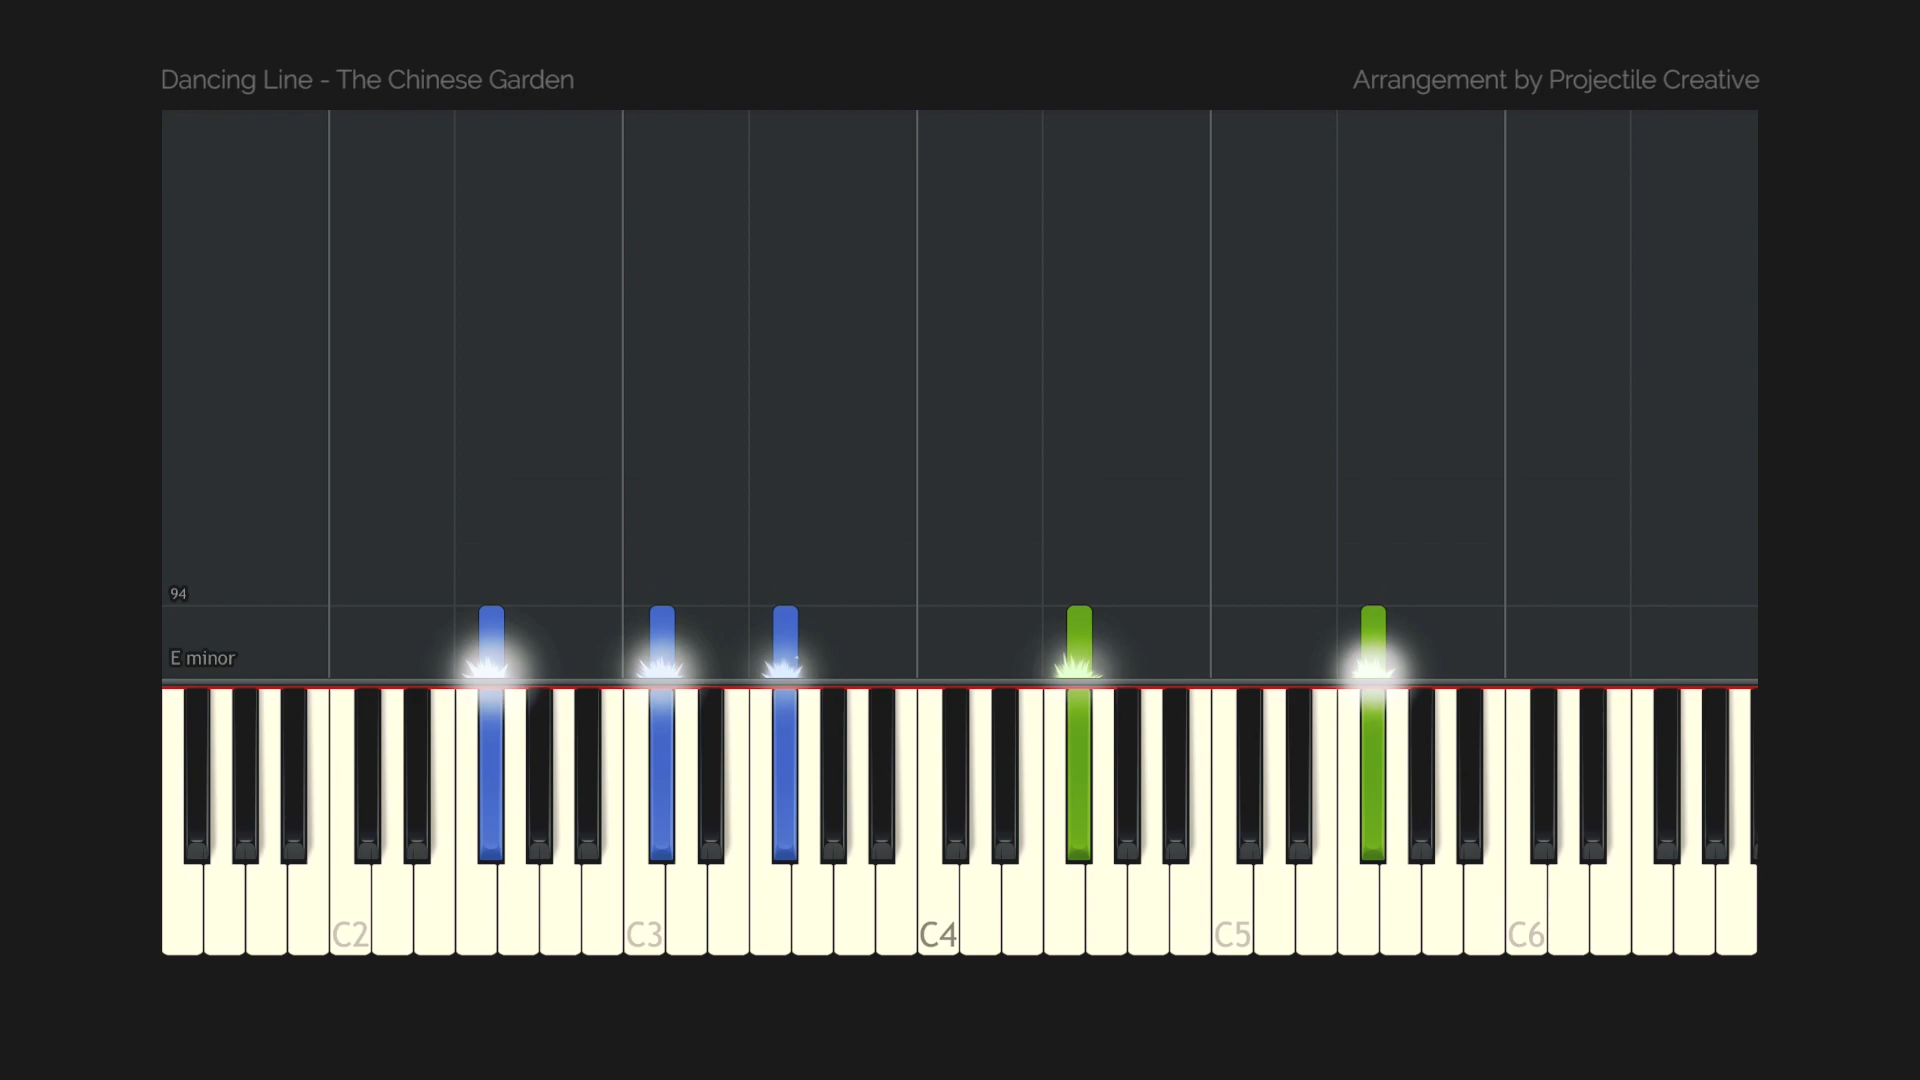 Dancing Line - The Chinese Garden
Arrangement by Projectile Creative
94
E minor
C2 C3 C4 C5 C6